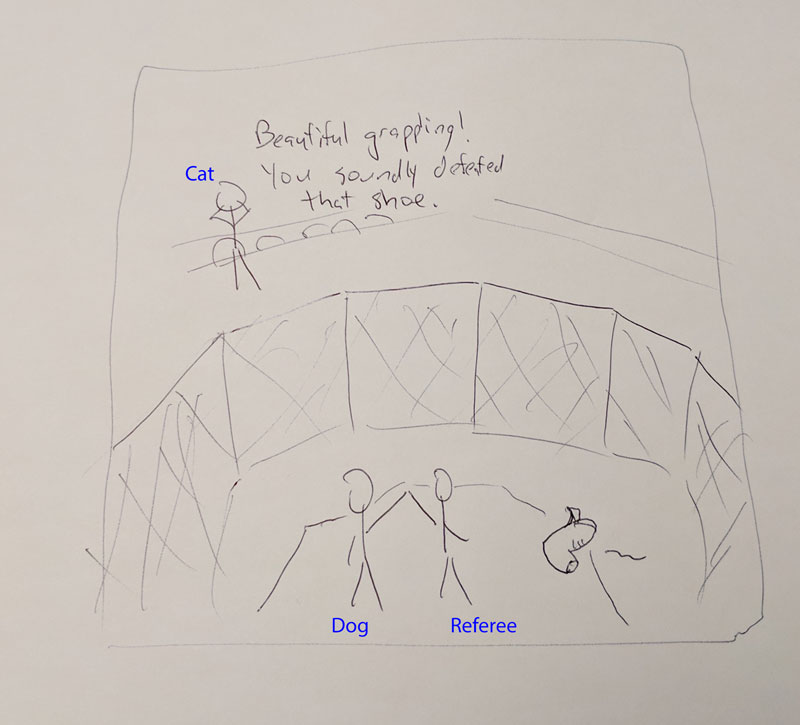 Beautiful grappling!
Cat
You soundly defeated
that shoe.
Dog
Referee